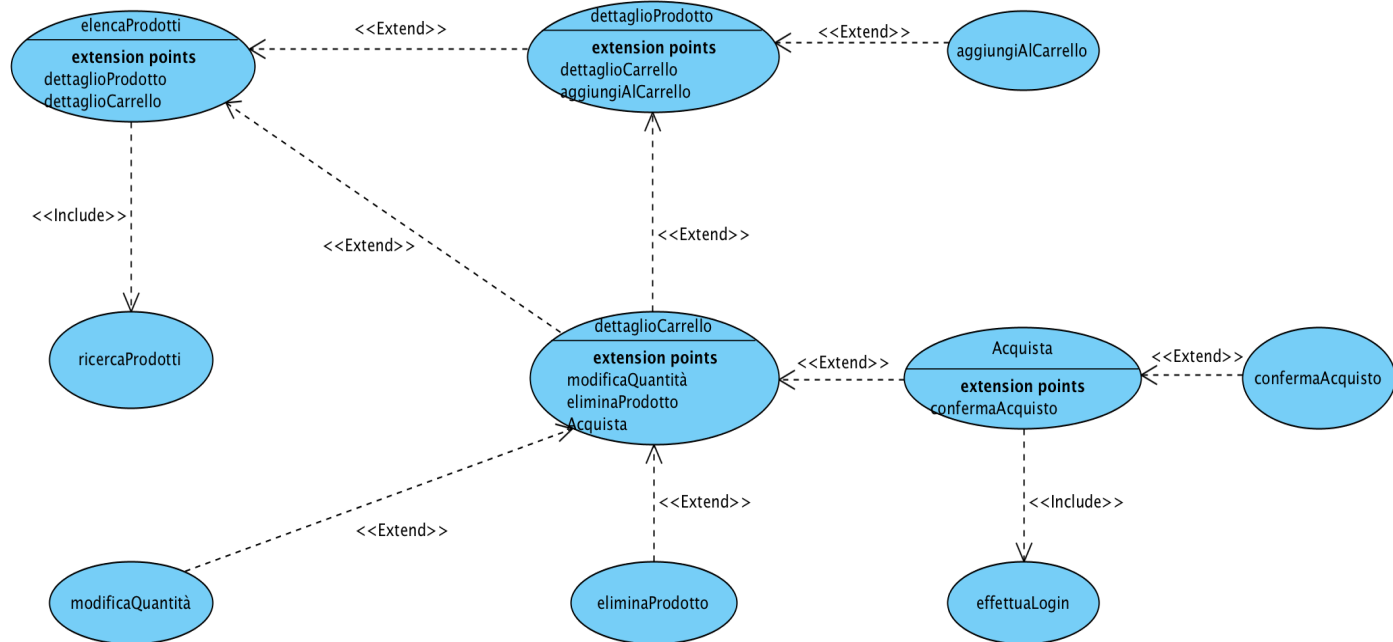 elencaProdotti
extension points
dettaglioProdotto
dettaglioCarrello
<<Extend>>
dettaglioProdotto
extension points
dettaglioCarrello
aggiungiAlCarrello
<<Extend>>
aggiungiAlCarrello
<<Include>>
<<Extend>>
<<Extend>>
ricercaProdotti
dettaglioCarrello
extension points
modificaQuantità
eliminaProdotto
Acquista
<<Extend>>
Acquista
extension points
confermaAcquisto
<<Extend>>
confermaAcquisto
<<Extend>>
<<Extend>>
<<Include>>
modificaQuantità
eliminaProdotto
effettuaLogin